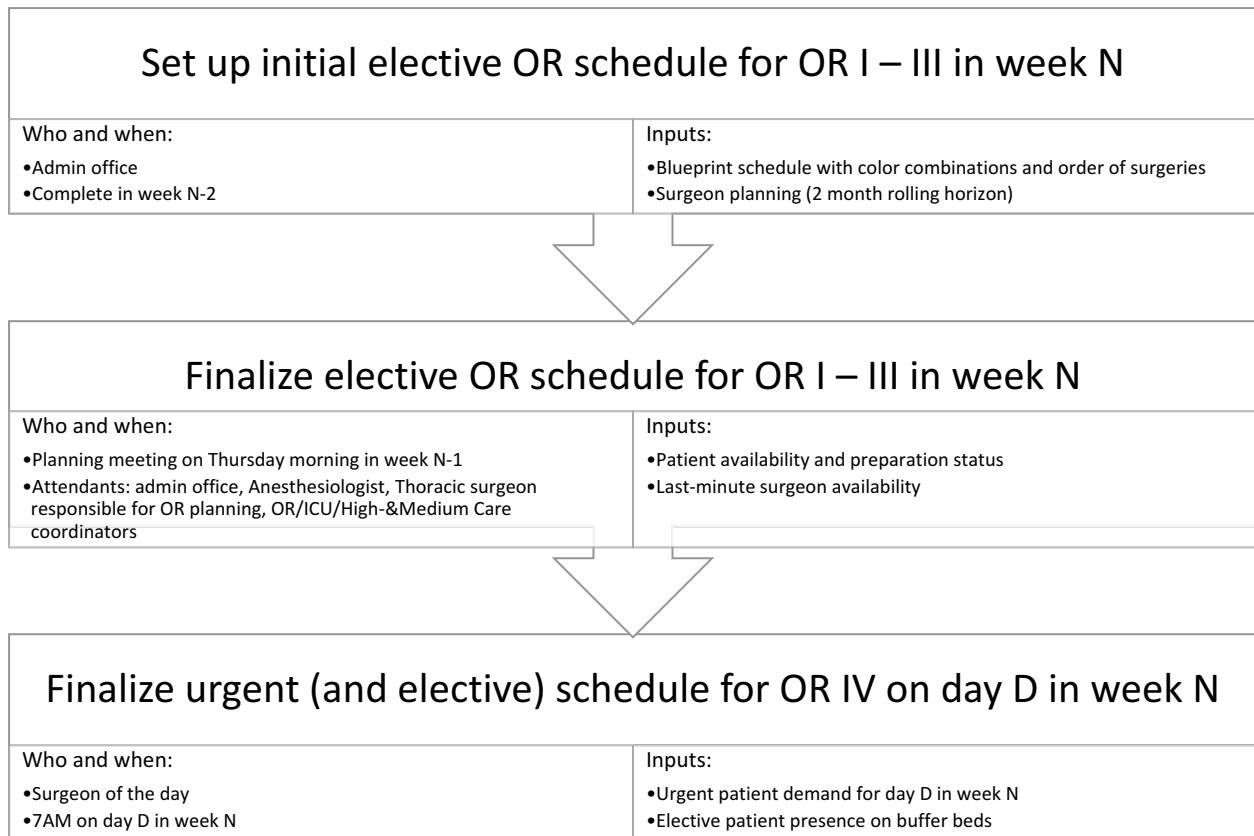 Set up initial elective OR schedule for OR I – III in week N
Who and when:
•Admin office
•Complete in week N-2
Inputs:
•Blueprint schedule with color combinations and order of surgeries
•Surgeon planning (2 month rolling horizon)
Finalize elective OR schedule for OR I – III in week N
Who and when:
•Planning meeting on Thursday morning in week N-1
•Attendants: admin office, Anesthesiologist, Thoracic surgeon
responsible for OR planning, OR/ICU/High-&Medium Care
coordinators
Inputs:
•Patient availability and preparation status
•Last-minute surgeon availability
Finalize urgent (and elective) schedule for OR IV on day D in week N
Who and when:
•Surgeon of the day
•7AM on day D in week N
Inputs:
•Urgent patient demand for day D in week N
•Elective patient presence on buffer beds